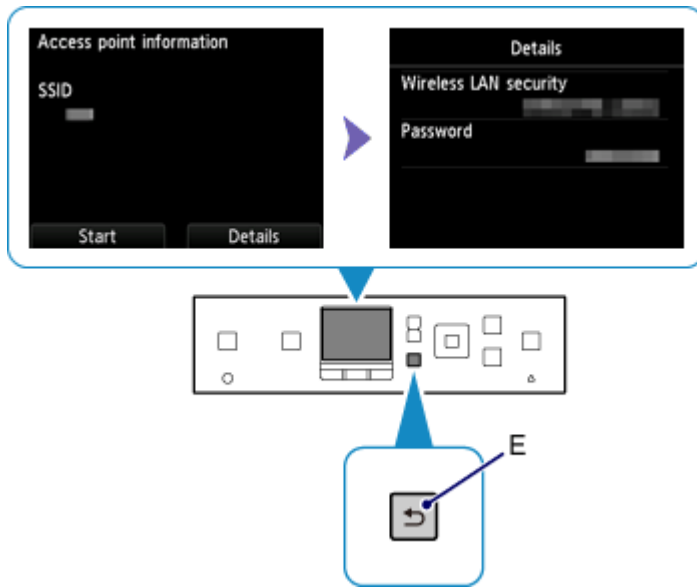 Access point information
SSID
Start
Details
Details
Wireless LAN security
Password
E